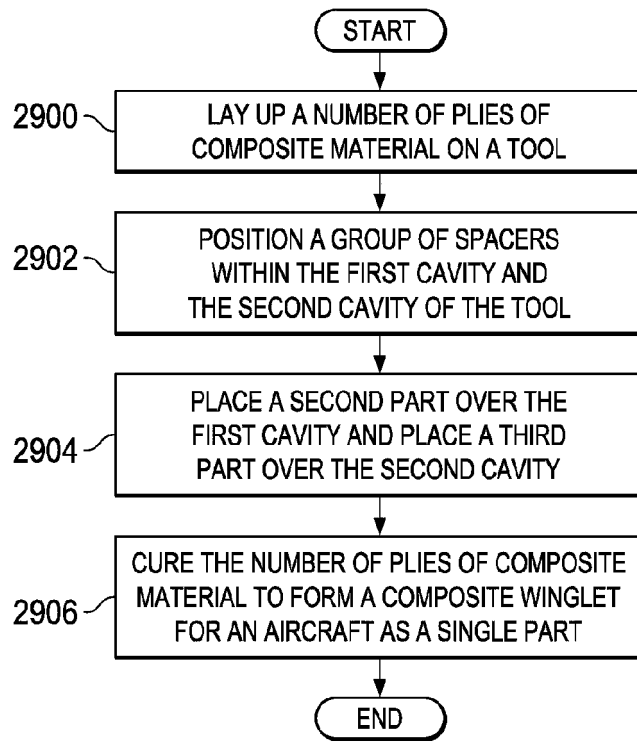 START
2900
LAY UP A NUMBER OF PLIES OF
COMPOSITE MATERIAL ON A TOOL
2902
POSITION A GROUP OF SPACERS
WITHIN THE FIRST CAVITY AND
THE SECOND CAVITY OF THE TOOL
2904
PLACE A SECOND PART OVER THE
FIRST CAVITY AND PLACE A THIRD
PART OVER THE SECOND CAVITY
2906
CURE THE NUMBER OF PLIES OF COMPOSITE
MATERIAL TO FORM A COMPOSITE WINGLET
FOR AN AIRCRAFT AS A SINGLE PART
END